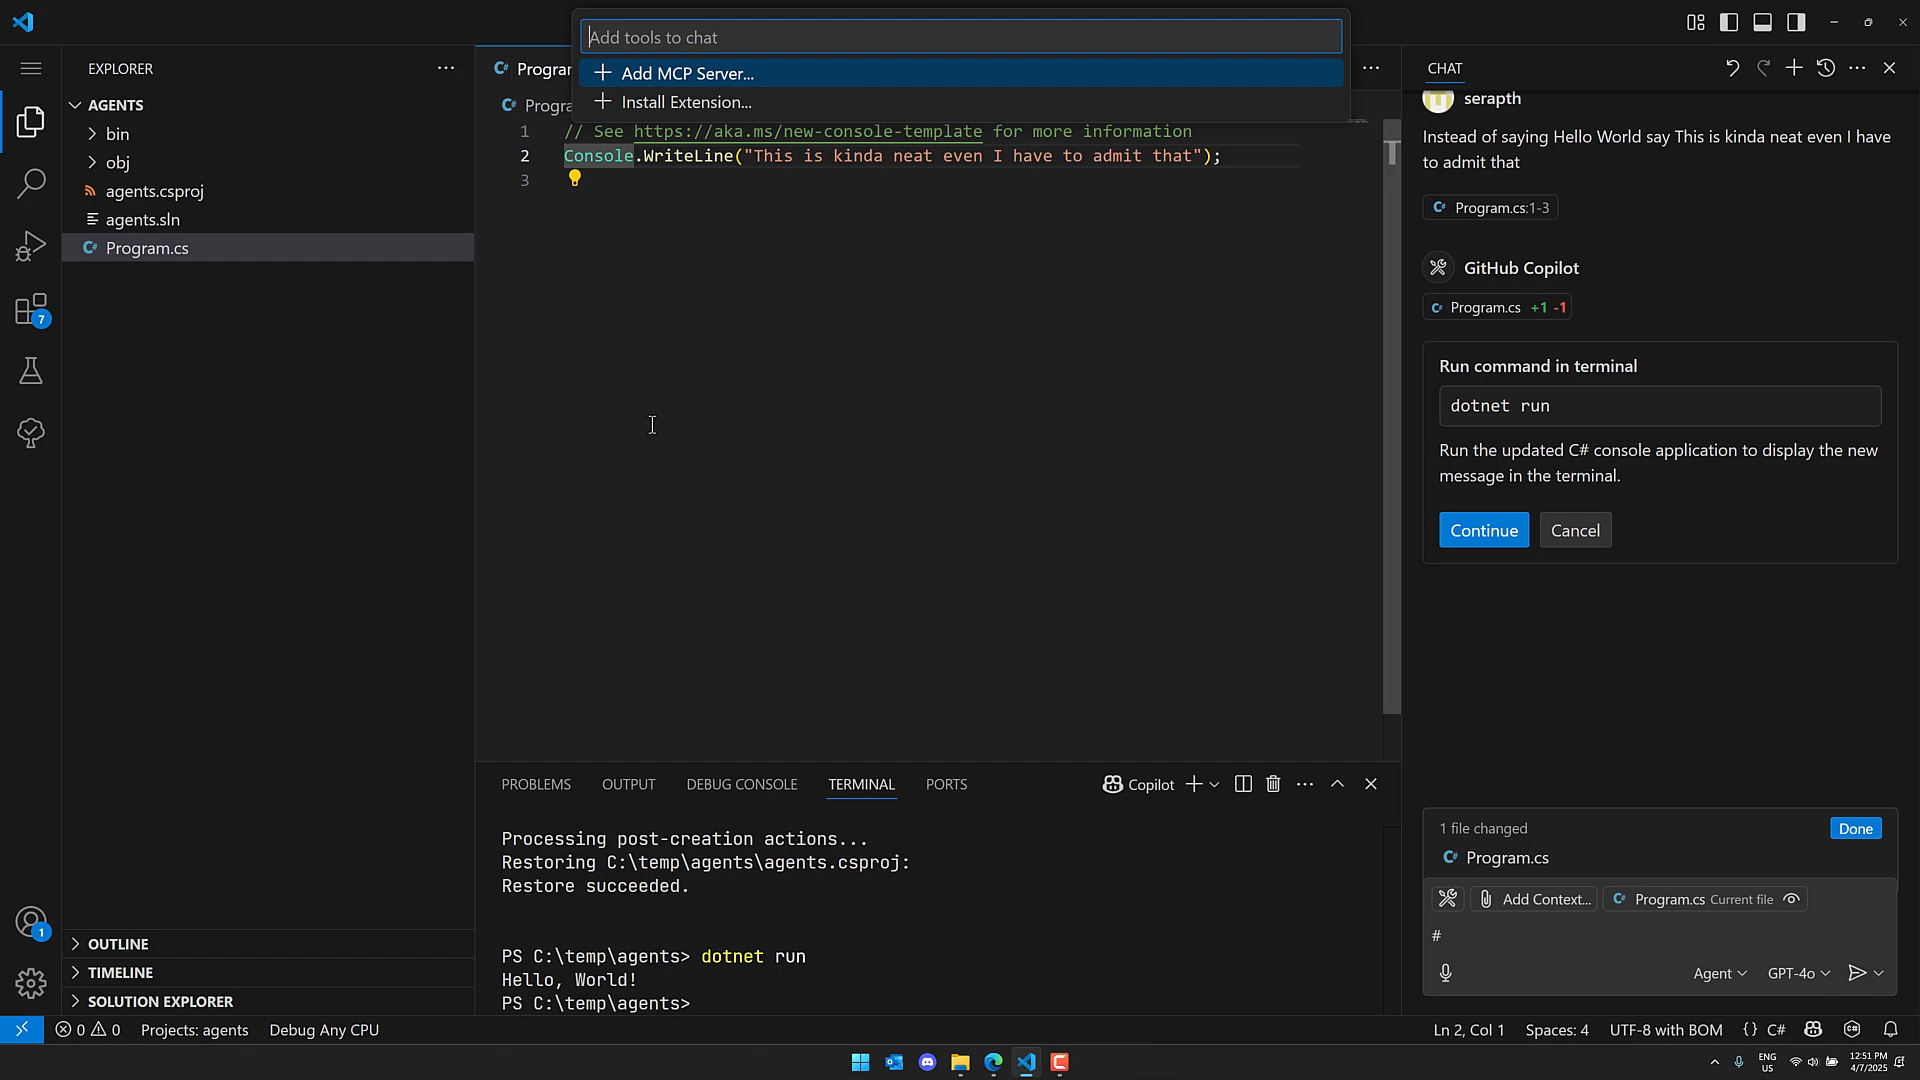 Add tools to chat
Add MCP Server...
Install Extension...
EXPLORER
AGENTS
bin
obj
agents.csproj
agents.sln
Program.cs
7
1
OUTLINE
TIMELINE
SOLUTION EXPLORER
1 // See https://aka.ms/new-console-template for more information
2 Console.WriteLine("This is kinda neat even I have to admit that");
3
PROBLEMS OUTPUT DEBUG CONSOLE TERMINAL PORTS Copilot
Processing post-creation actions...
Restoring C:\temp\agents\agents.csproj:
Restore succeeded.
PS C:\temp\agents> dotnet run
Hello, World!
PS C:\temp\agents>
CHAT
serapth
Instead of saying Hello World say This is kinda neat even I have
to admit that
Program.cs:1-3
GitHub Copilot
Program.cs +1 -1
Run command in terminal
dotnet run
Run the updated C# console application to display the new
message in the terminal.
Continue Cancel
1 file changed Done
Program.cs
Add Context... Program.cs Current file
#
Agent GPT-4o
0 0 Projects: agents Debug Any CPU
Ln 2, Col 1 Spaces: 4 UTF-8 with BOM {} C#
ENG
US
12:51 PM
4/7/2025